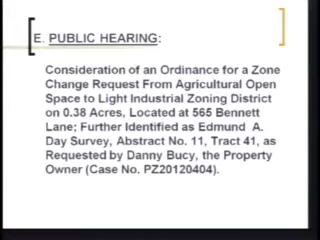 E. PUBLIC HEARING:
Consideration of an Ordinance for a Zone
Change Request From Agricultural Open
Space to Light Industrial Zoning District
on 0.38 Acres, Located at 565 Bennett
Lane; Further Identified as Edmund A.
Day Survey, Abstract No. 11, Tract 41, as
Requested by Danny Bucy, the Property
Owner (Case No. PZ20120404).